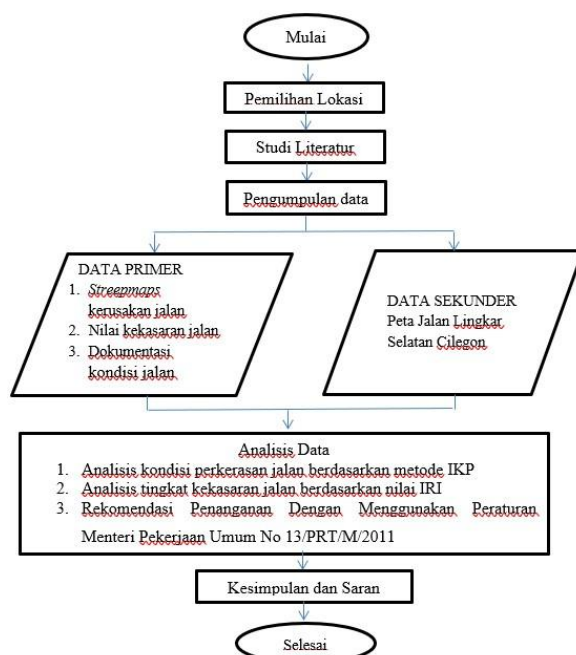 Mulai
Pemilihan Lokasi
Studi Literatur
Pengumpulan data
DATA PRIMER
1. Streepmaps
kerusakan jalan
2. Nilai kekasaran jalan
3. Dokumentasi
kondisi jalan
DATA SEKUNDER
Peta Jalan Lingkar
Selatan Cilegon
Analisis Data
1. Analisis kondisi perkerasan jalan berdasarkan metode IKP
2. Analisis tingkat kekasaran jalan berdasarkan nilai IRI
3. Rekomendasi Penanganan Dengan Menggunakan Peraturan
Menteri Pekerjaan Umum No 13/PRT/M/2011
Kesimpulan dan Saran
Selesai